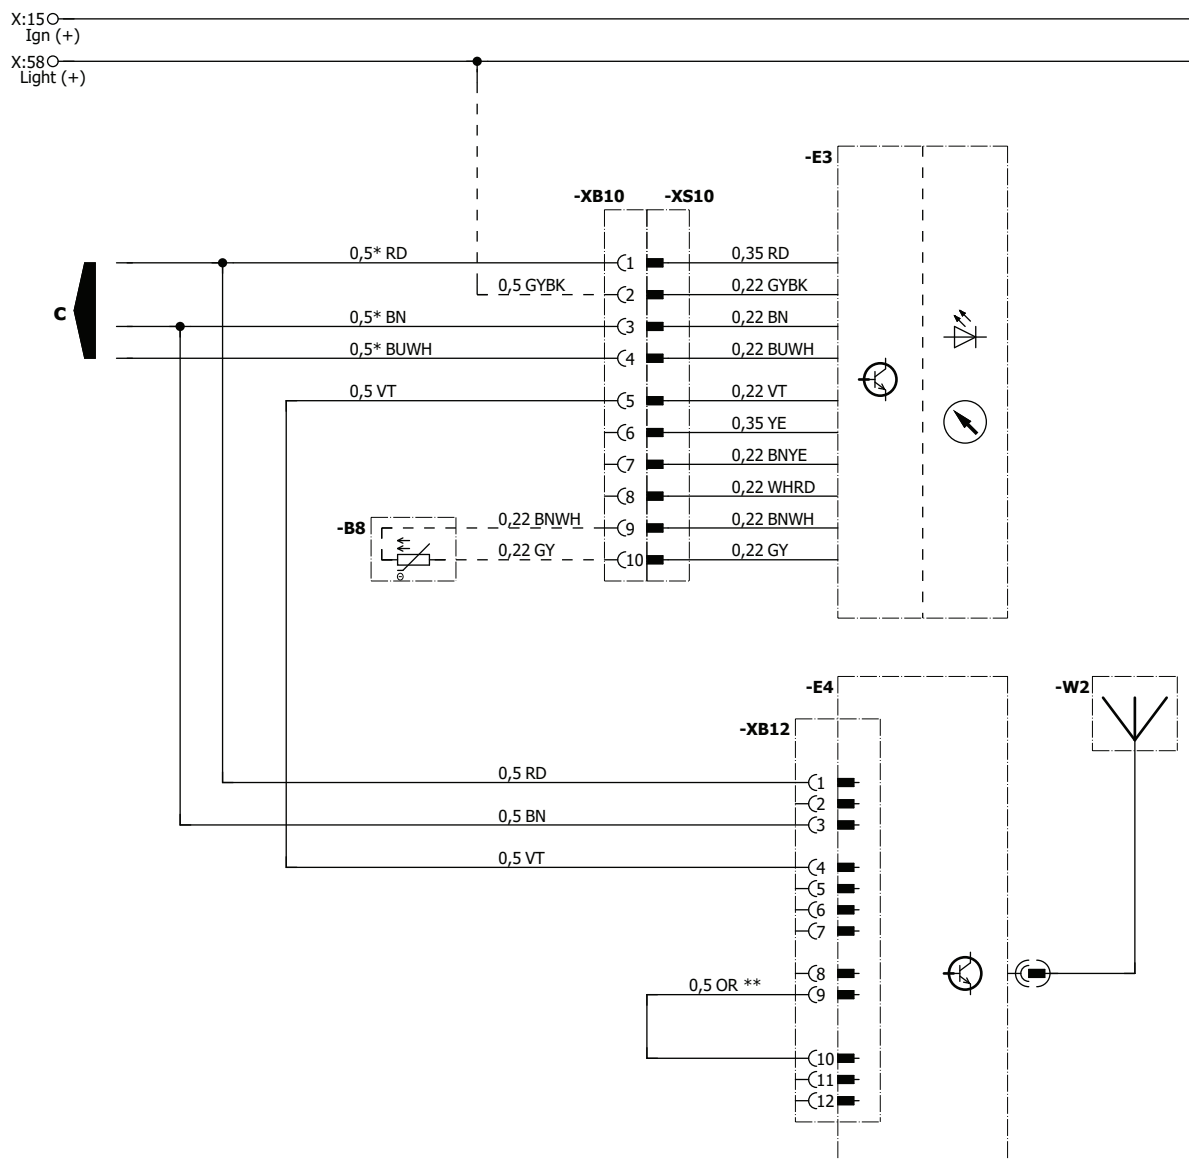 X:15
Ign (+)
X:58
Light (+)
-E3
-XB10 -XS10
0,5* RD 1 0,35 RD
0,5 GYBK 2 0,22 GYBK
C
0,5* BN 3 0,22 BN
0,5* BUWH 4 0,22 BUWH
0,5 VT 5 0,22 VT
6 0,35 YE
7 0,22 BNYE
8 0,22 WHRD
-B8 0,22 BNWH 9 0,22 BNWH
0,22 GY 10 0,22 GY
-E4 -W2
-XB12
0,5 RD 1
2
0,5 BN 3
0,5 VT 4
5
6
7
8
0,5 OR ** 9
10
11
12